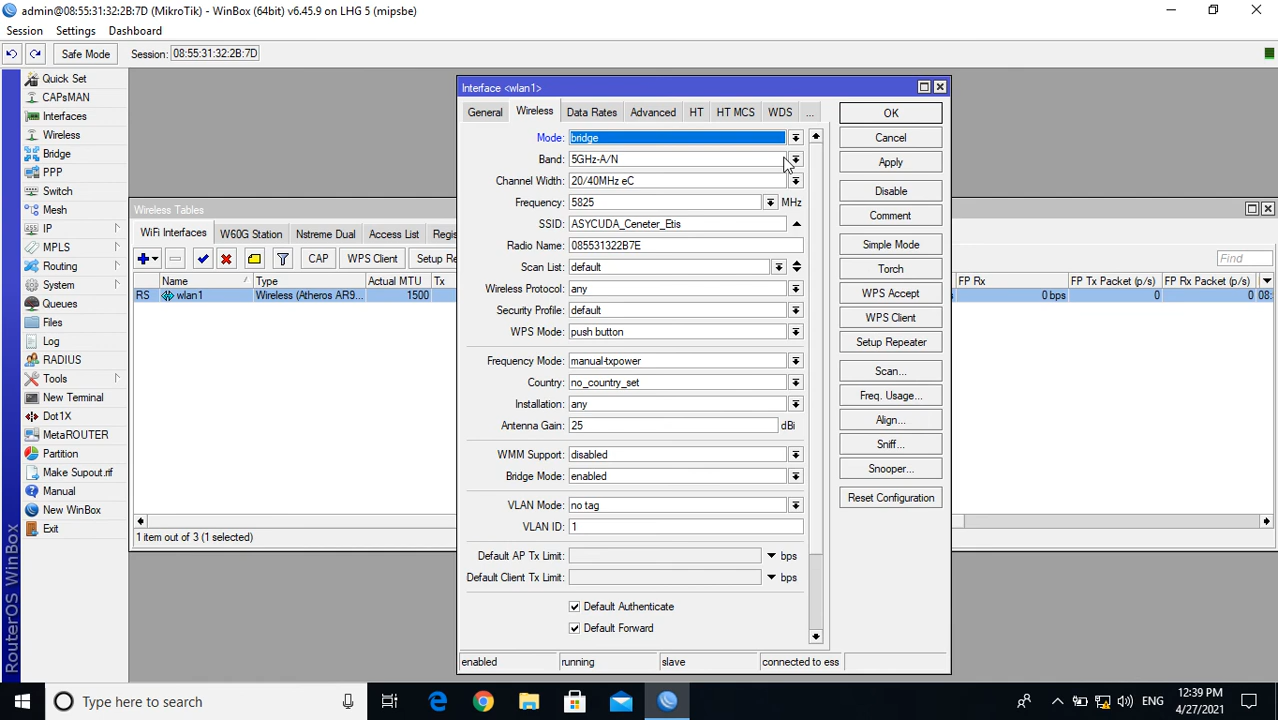 admin@08:55:31:32:2B:7D (MikroTik) - WinBox (64bit) v6.45.9 on LHG 5 (mipsbe)
Session Settings Dashboard
Safe Mode Session: 08:55:31:32:2B:7D
Quick Set
CAPsMAN
Interfaces
Wireless
Bridge
PPP
Switch
Mesh
IP
MPLS
Routing
System
Queues
Files
Log
RADIUS
Tools
New Terminal
Dot1X
MetaROUTER
Partition
Make Supout.rif
Manual
New WinBox
Exit
RouterOS WinBox
Wireless Tables
WiFi Interfaces W60G Station Nstreme Dual Access List Regis
CAP WPS Client Setup Re
Find
Name Type Actual MTU Tx
RS wlan1 Wireless (Atheros AR9... 1500
FP Rx FP Tx Packet (p/s) FP Rx Packet (p/s)
0 bps 0 0 08:
1 item out of 3 (1 selected)
Interface <wlan1>
General Wireless Data Rates Advanced HT HT MCS WDS ...
Mode: bridge
Band: 5GHz-A/N
Channel Width: 20/40MHz eC
Frequency: 5825 MHz
SSID: ASYCUDA_Ceneter_Etis
Radio Name: 085531322B7E
Scan List: default
Wireless Protocol: any
Security Profile: default
WPS Mode: push button
Frequency Mode: manual-txpower
Country: no_country_set
Installation: any
Antenna Gain: 25 dBi
WMM Support: disabled
Bridge Mode: enabled
VLAN Mode: no tag
VLAN ID: 1
Default AP Tx Limit: bps
Default Client Tx Limit: bps
Default Authenticate
Default Forward
enabled running slave connected to ess
OK
Cancel
Apply
Disable
Comment
Simple Mode
Torch
WPS Accept
WPS Client
Setup Repeater
Scan...
Freq. Usage...
Align...
Sniff...
Snooper...
Reset Configuration
Type here to search
ENG
12:39 PM
4/27/2021